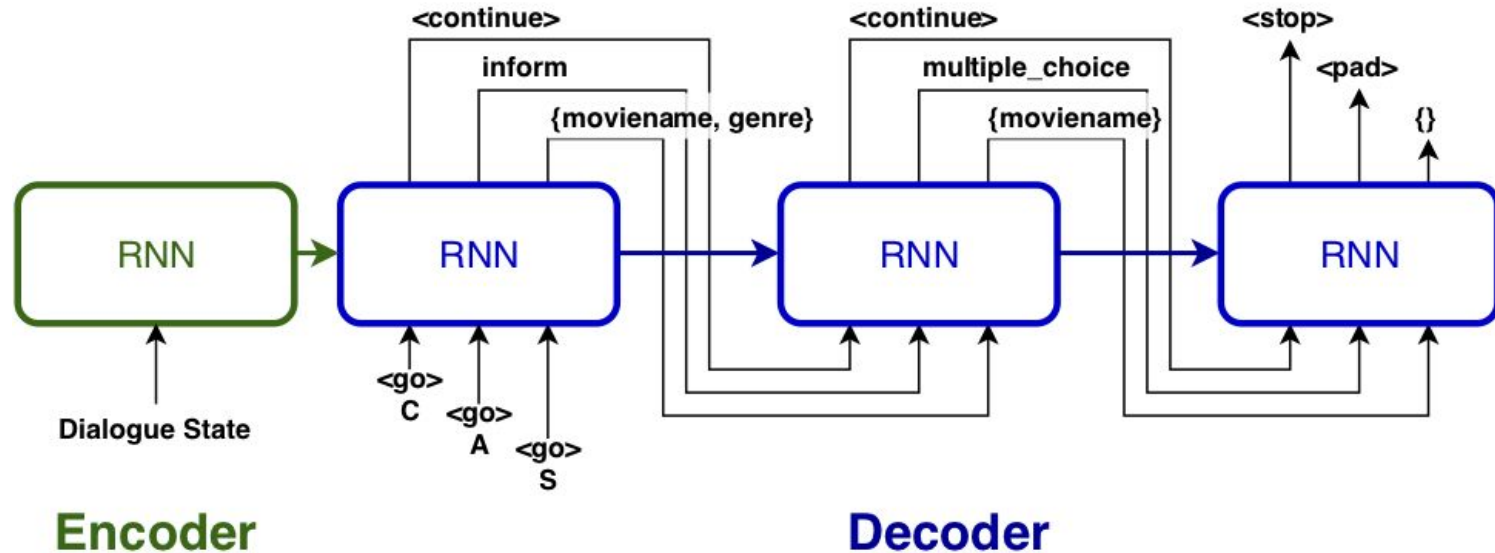 <continue> <continue> <stop>
inform multiple_choice <pad>
{moviename, genre} {moviename} {}
RNN RNN RNN RNN
<go>
C
<go>
A
<go>
S
Dialogue State
Encoder Decoder